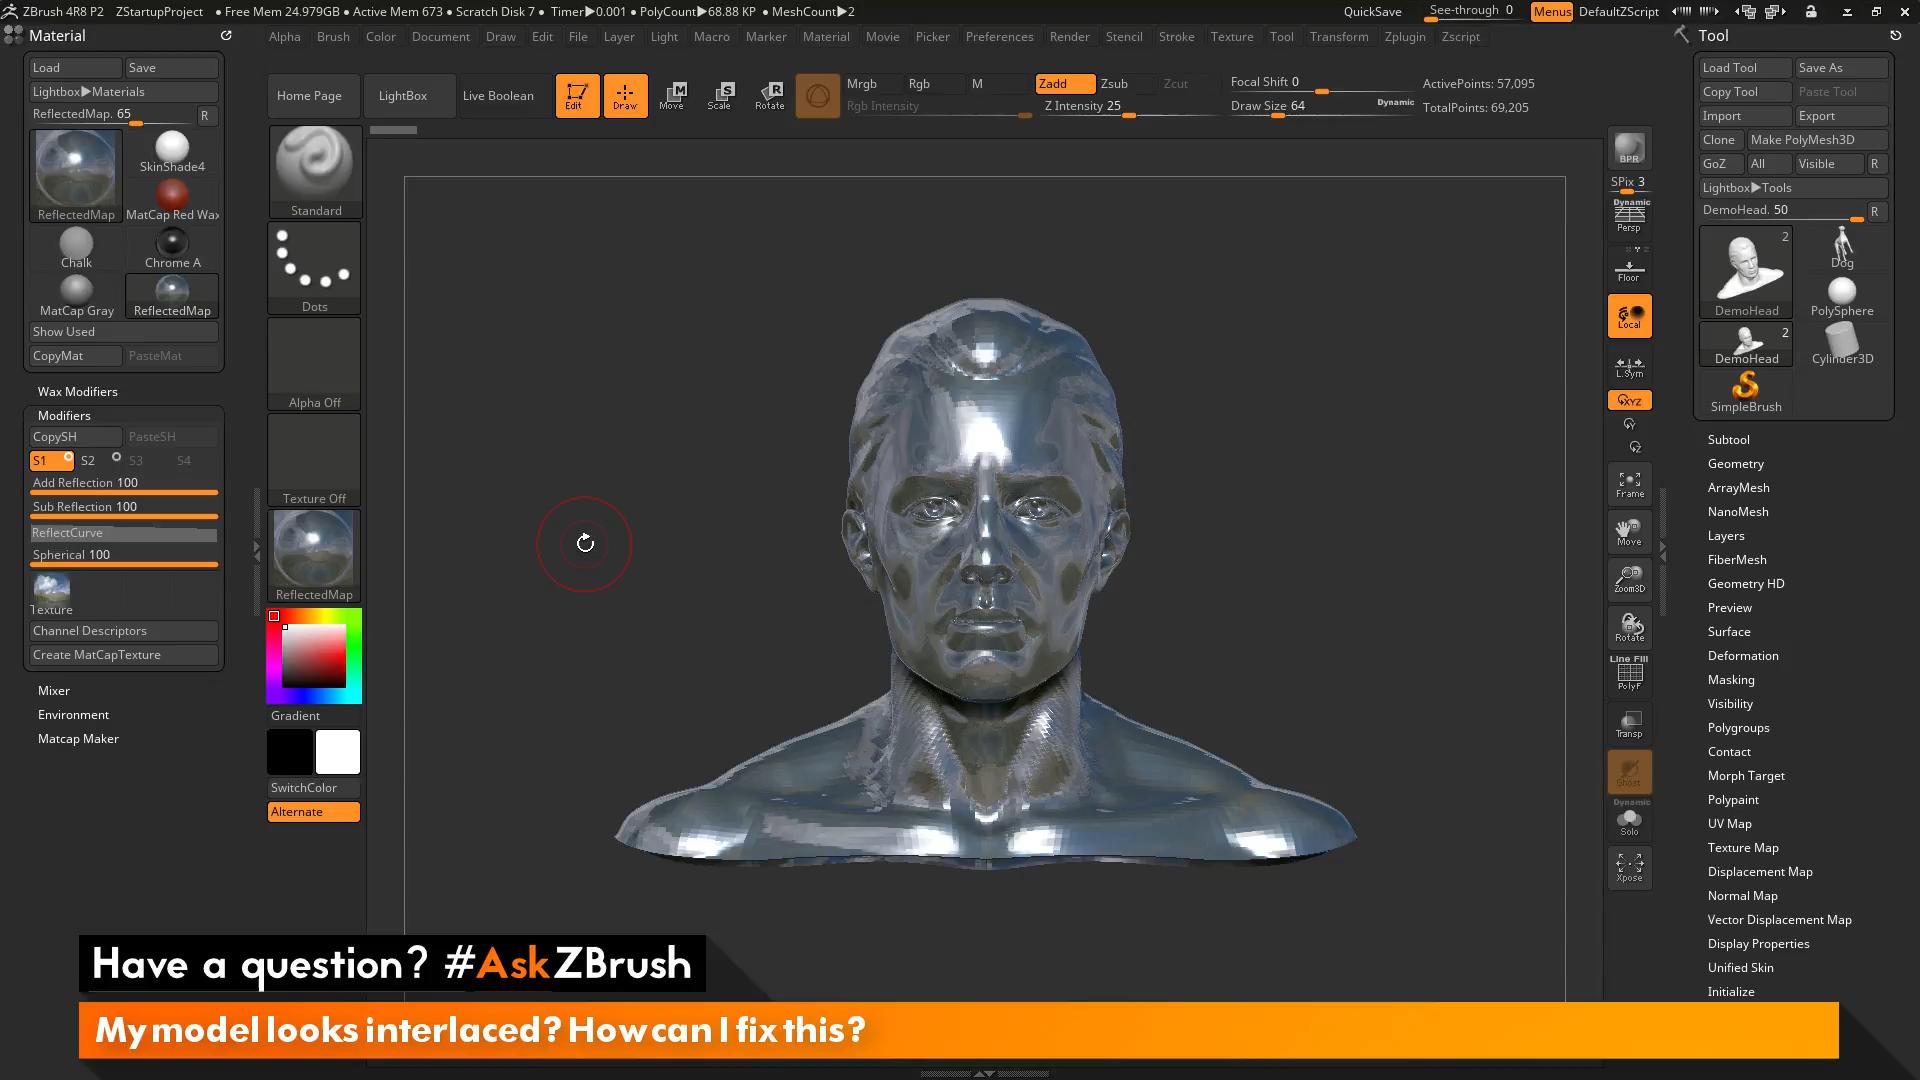 ZBrush 4R8 P2 ZStartupProject ● Free Mem 24.979GB ● Active Mem 673 ● Scratch Disk 7 ● Timer▶0.001 ● PolyCount▶68.88 KP ● MeshCount▶2 QuickSave See-through 0 Menus DefaultZScript
Material
Alpha Brush Color Document Draw Edit File Layer Light Macro Marker Material Movie Picker Preferences Render Stencil Stroke Texture Tool Transform Zplugin Zscript
Tool
Load Save
Lightbox▶Materials
ReflectedMap. 65 R
ReflectedMap
SkinShade4
MatCap Red Wax
Chalk
Chrome A
MatCap Gray
ReflectedMap
Show Used
CopyMat PasteMat
Wax Modifiers
Modifiers
CopySH PasteSH
S1 S2 S3 S4
Add Reflection 100
Sub Reflection 100
ReflectCurve
Spherical 100
Texture
Channel Descriptors
Create MatCapTexture
Mixer
Environment
Matcap Maker
Home Page LightBox Live Boolean Edit Draw Move Scale Rotate
Mrgb Rgb M
Rgb Intensity
Zadd Zsub Zcut
Z Intensity 25
Focal Shift 0
Draw Size 64 Dynamic
ActivePoints: 57,095
TotalPoints: 69,205
Standard
Dots
Alpha Off
Texture Off
ReflectedMap
Gradient
SwitchColor
Alternate
BPR
SPix 3
Dynamic
Persp
Floor
Local
L.Sym
XYZ
Y
Z
Frame
Move
Zoom3D
Rotate
Line Fill
PolyF
Transp
Ghost
Dynamic
Solo
Xpose
Load Tool Save As
Copy Tool Paste Tool
Import Export
Clone Make PolyMesh3D
GoZ All Visible R
Lightbox▶Tools
DemoHead. 50 R
2
DemoHead
Dog
PolySphere
2
DemoHead
Cylinder3D
SimpleBrush
Subtool
Geometry
ArrayMesh
NanoMesh
Layers
FiberMesh
Geometry HD
Preview
Surface
Deformation
Masking
Visibility
Polygroups
Contact
Morph Target
Polypaint
UV Map
Texture Map
Displacement Map
Normal Map
Vector Displacement Map
Display Properties
Unified Skin
Initialize
Have a question? #AskZBrush
My model looks interlaced? How can I fix this?